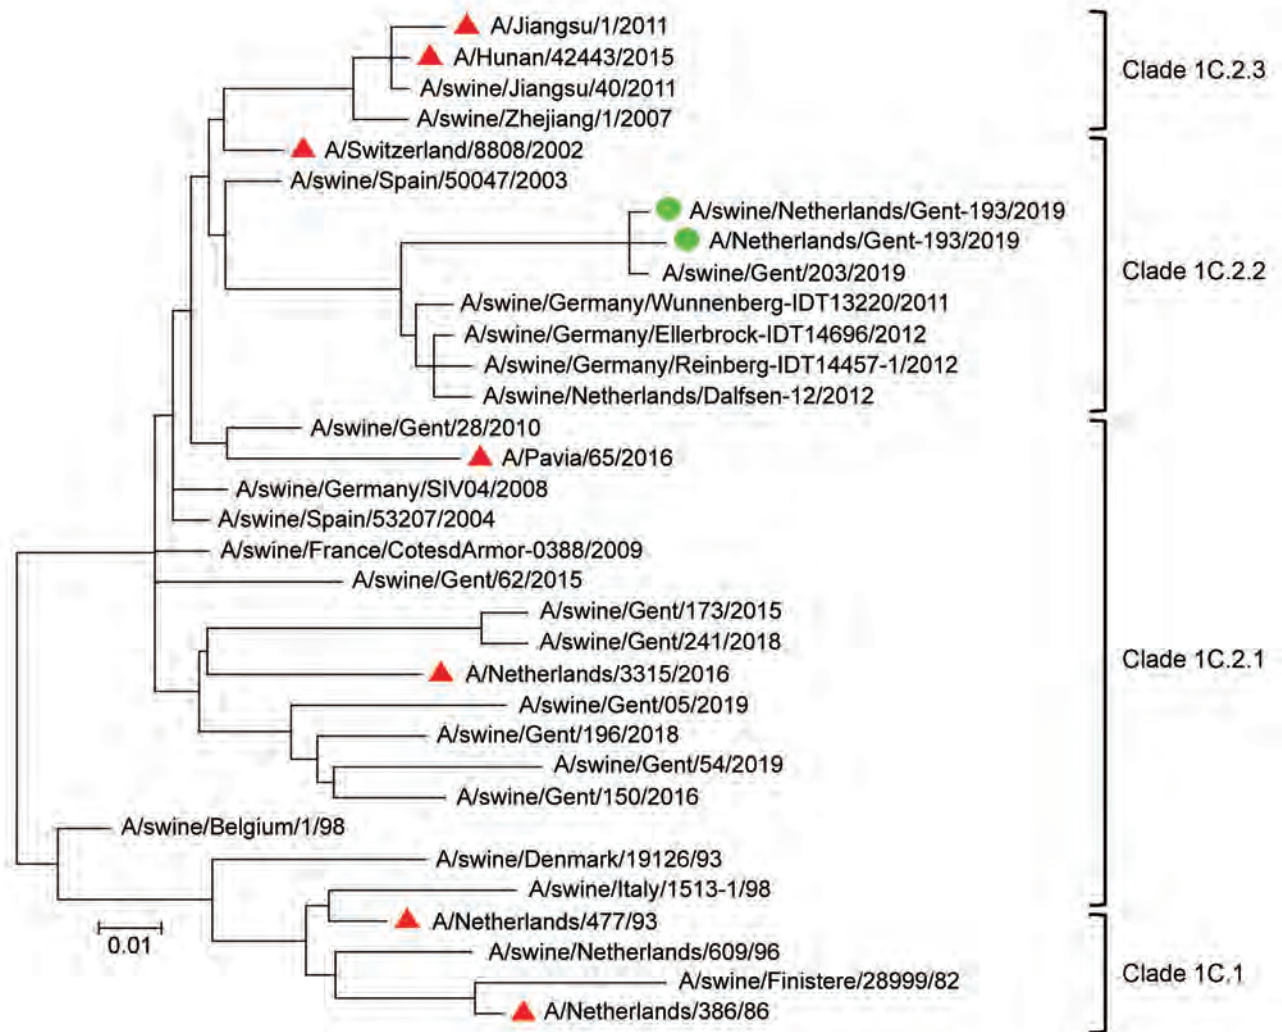 A/Jiangsu/1/2011
A/Hunan/42443/2015
A/swine/Jiangsu/40/2011
A/swine/Zhejiang/1/2007
Clade 1C.2.3
A/Switzerland/8808/2002
A/swine/Spain/50047/2003
A/swine/Netherlands/Gent-193/2019
A/Netherlands/Gent-193/2019
A/swine/Gent/203/2019
A/swine/Germany/Wunnenberg-IDT13220/2011
A/swine/Germany/Ellerbrock-IDT14696/2012
A/swine/Germany/Reinberg-IDT14457-1/2012
A/swine/Netherlands/Dalfsen-12/2012
Clade 1C.2.2
A/swine/Gent/28/2010
A/Pavia/65/2016
A/swine/Germany/SIV04/2008
A/swine/Spain/53207/2004
A/swine/France/CotesdArmor-0388/2009
A/swine/Gent/62/2015
A/swine/Gent/173/2015
A/swine/Gent/241/2018
A/Netherlands/3315/2016
A/swine/Gent/05/2019
A/swine/Gent/196/2018
A/swine/Gent/54/2019
A/swine/Gent/150/2016
A/swine/Belgium/1/98
A/swine/Denmark/19126/93
A/swine/Italy/1513-1/98
Clade 1C.2.1
A/Netherlands/477/93
A/swine/Netherlands/609/96
A/swine/Finistere/28999/82
A/Netherlands/386/86
Clade 1C.1
0.01